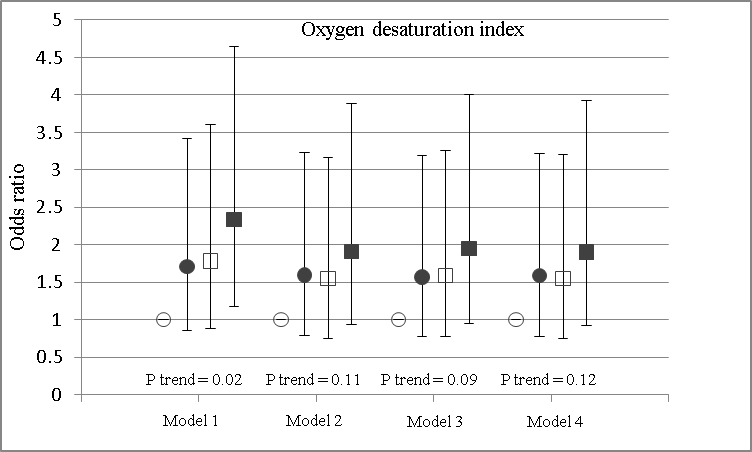 Oxygen desaturation index
5
4.5
4
3.5
3
2.5
2
1.5
1
0.5
0
Odds ratio
P trend = 0.02 P trend = 0.11 P trend = 0.09 P trend = 0.12
Model 1 Model 2 Model 3 Model 4